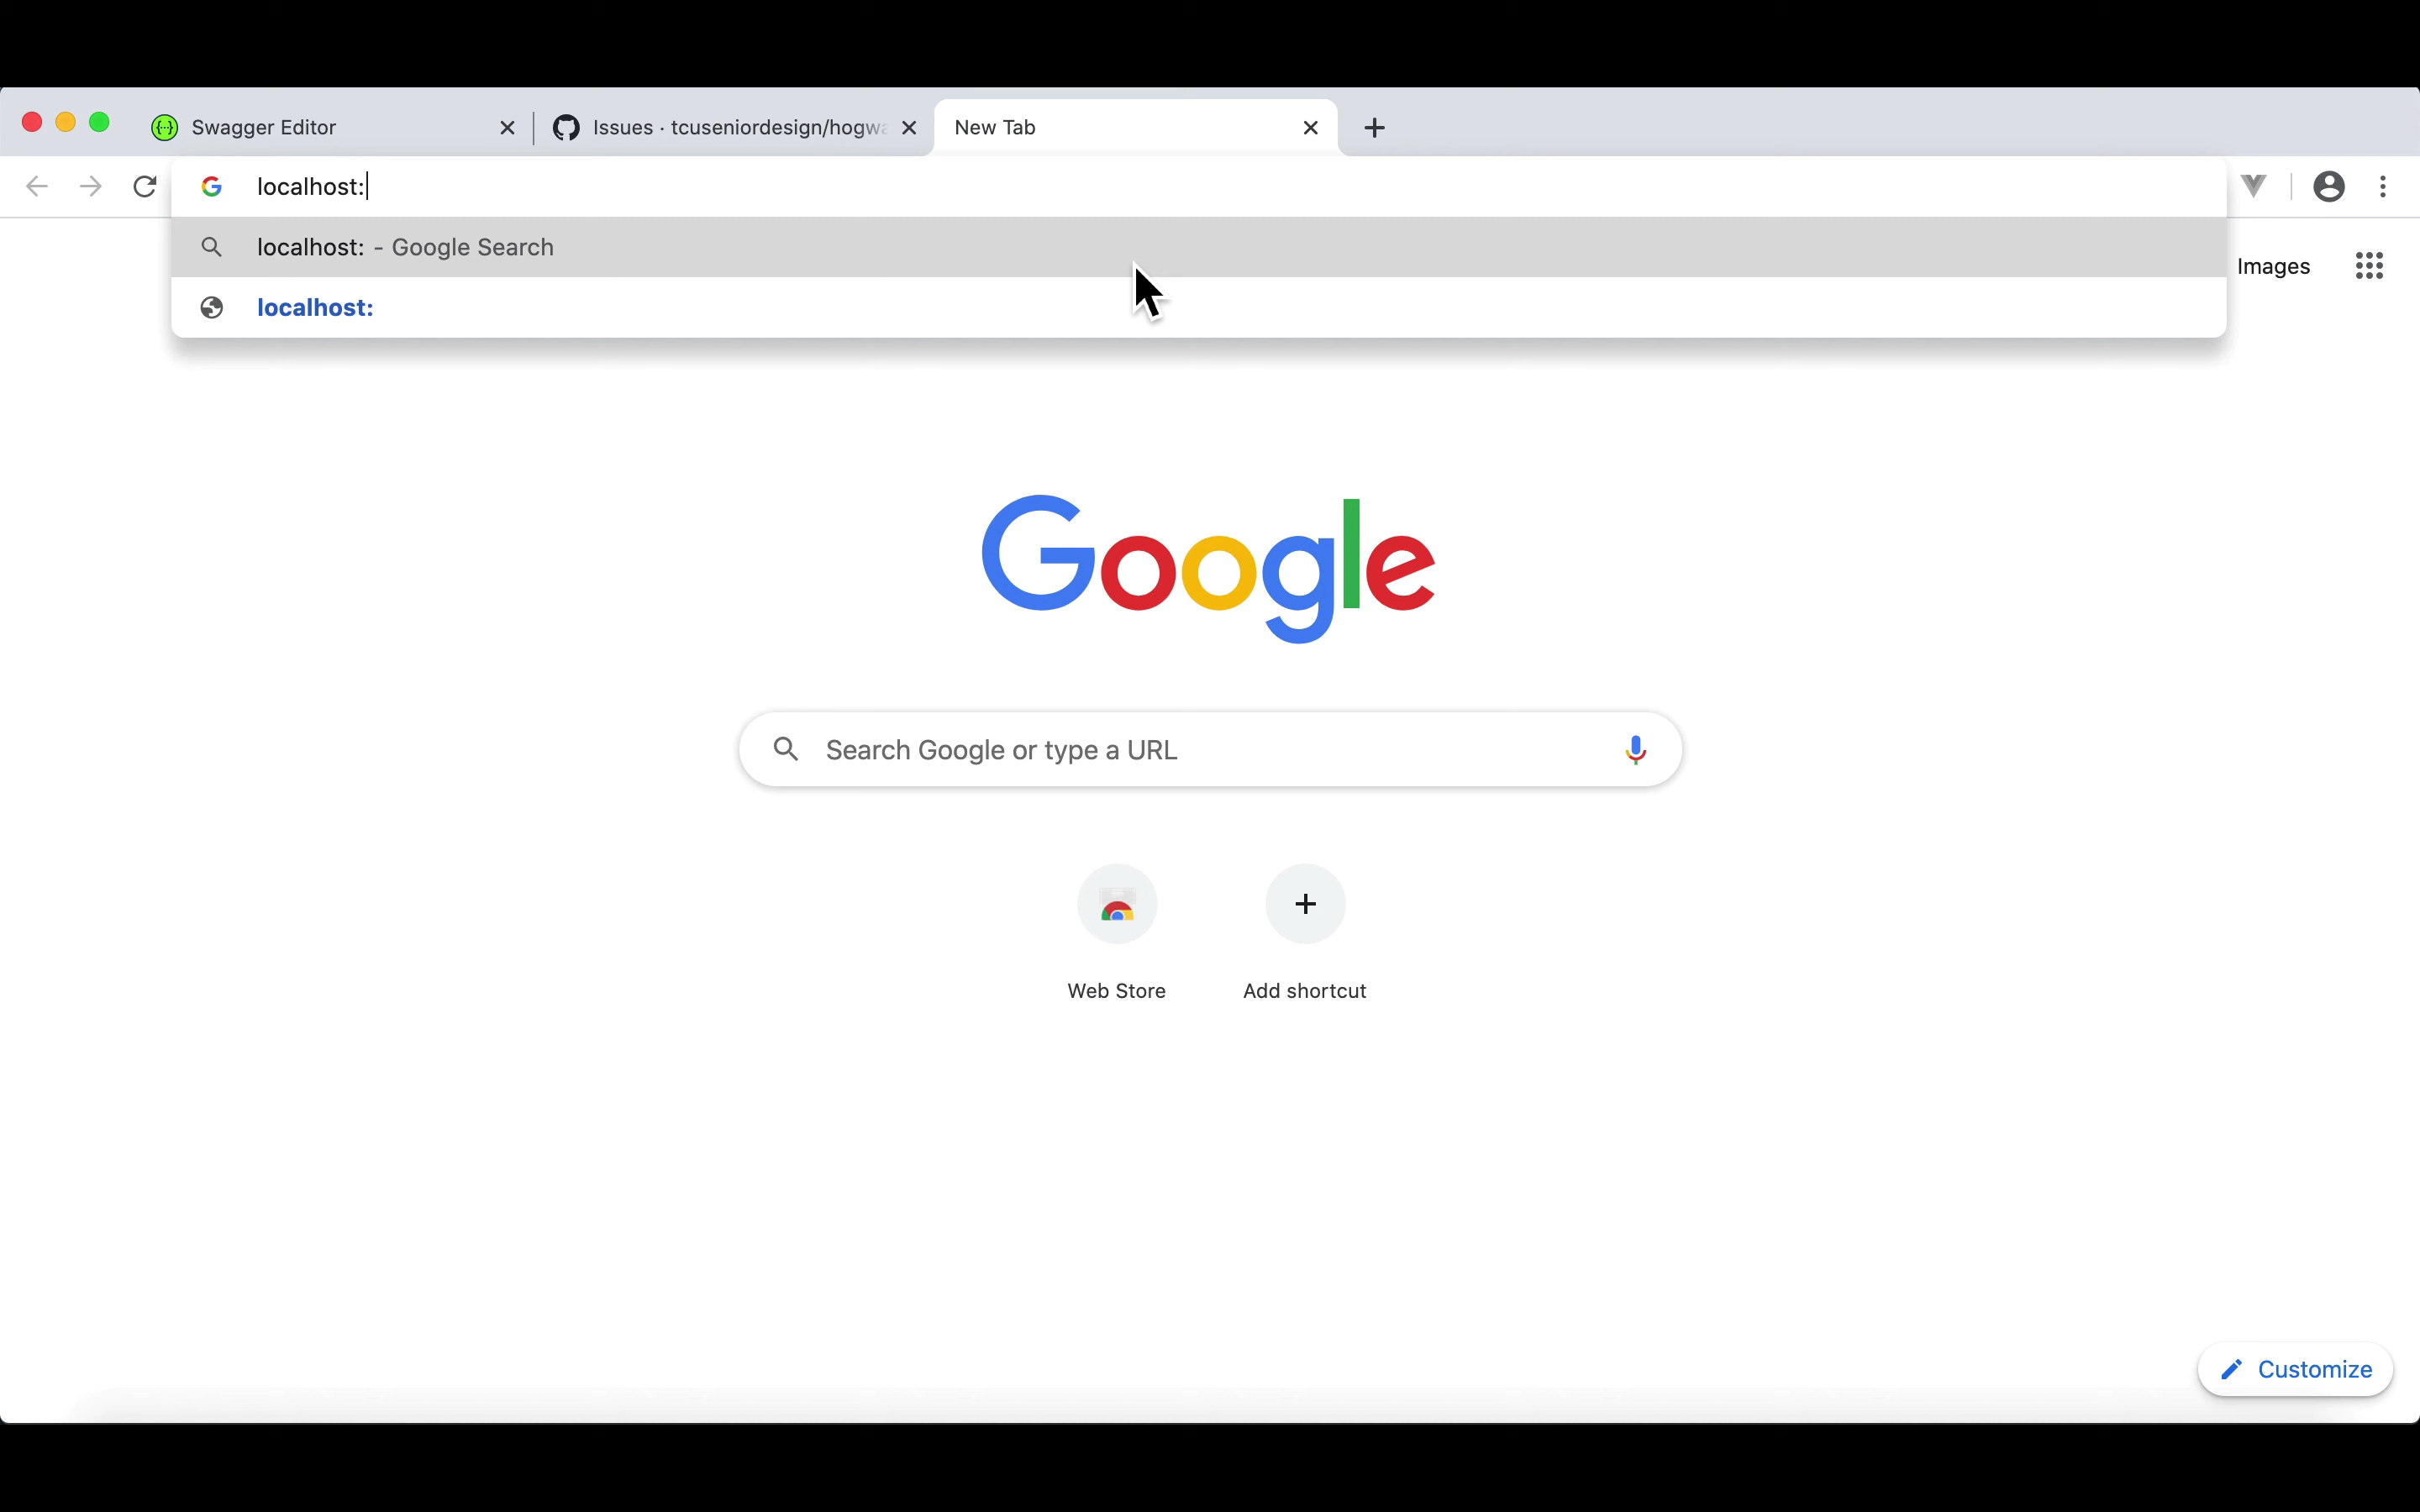 Swagger Editor
Issues · tcuseniordesign/hogwa
New Tab
localhost:
localhost: - Google Search
localhost:
Images
Google
Search Google or type a URL
Web Store
Add shortcut
Customize